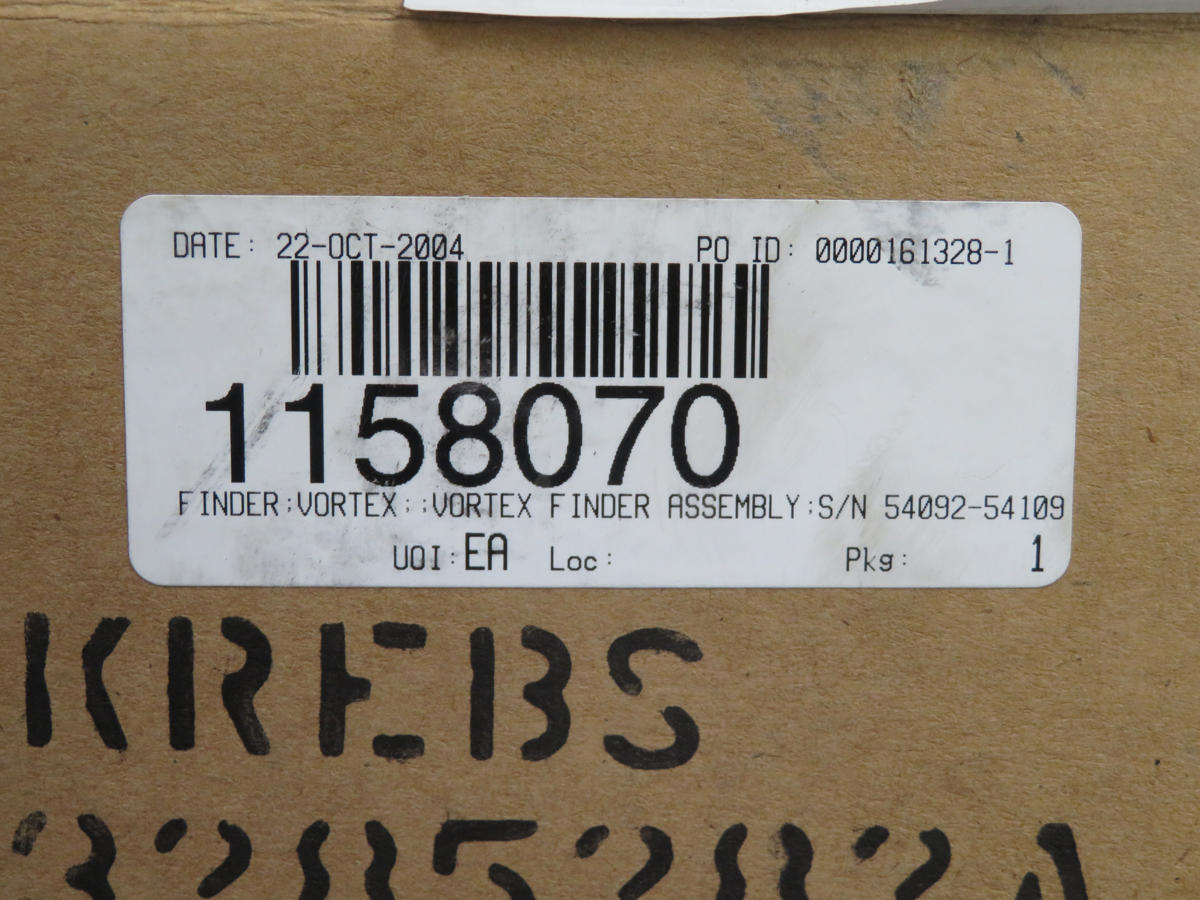 DATE: 22-OCT-2004 PO ID: 0000161328-1
1158070
FINDER;VORTEX;;VORTEX FINDER ASSEMBLY:S/N 54092-54109
UOI:EA Loc: Pkg: 1
KREBS